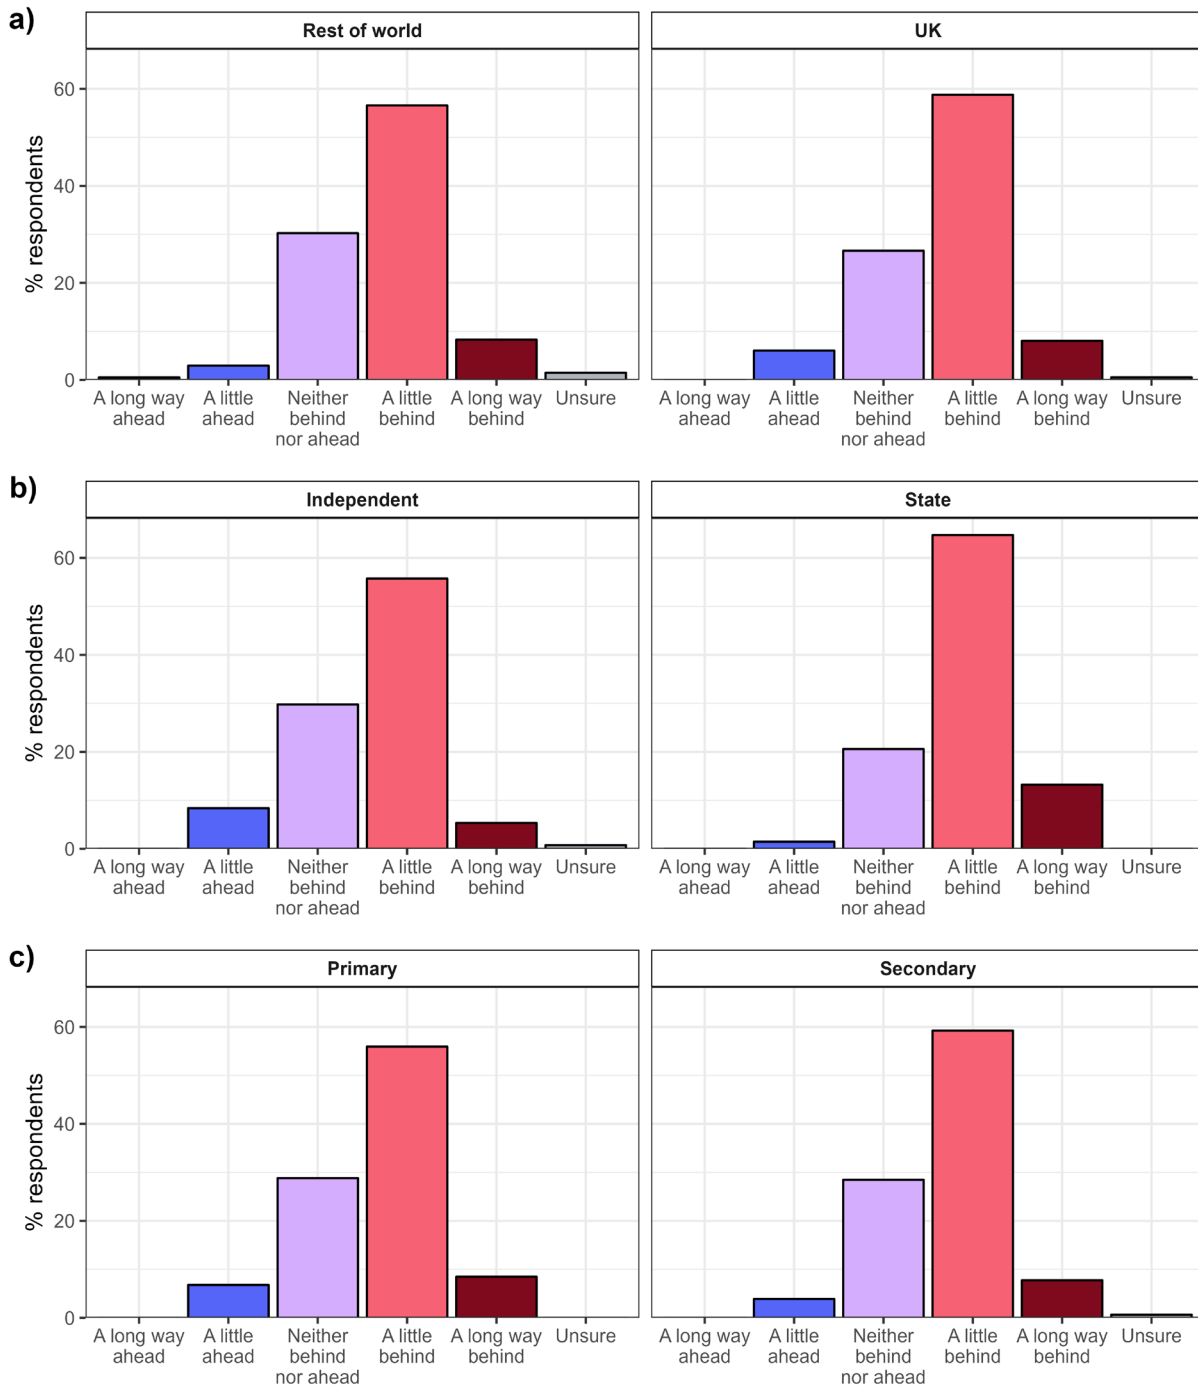 a)
Rest of world
UK
% respondents
60
40
20
0
A long way
ahead
A little
ahead
Neither
behind
nor ahead
A little
behind
A long way
behind
Unsure
A long way
ahead
A little
ahead
Neither
behind
nor ahead
A little
behind
A long way
behind
Unsure
b)
Independent
State
% respondents
60
40
20
0
A long way
ahead
A little
ahead
Neither
behind
nor ahead
A little
behind
A long way
behind
Unsure
A long way
ahead
A little
ahead
Neither
behind
nor ahead
A little
behind
A long way
behind
Unsure
c)
Primary
Secondary
% respondents
60
40
20
0
A long way
ahead
A little
ahead
Neither
behind
nor ahead
A little
behind
A long way
behind
Unsure
A long way
ahead
A little
ahead
Neither
behind
nor ahead
A little
behind
A long way
behind
Unsure